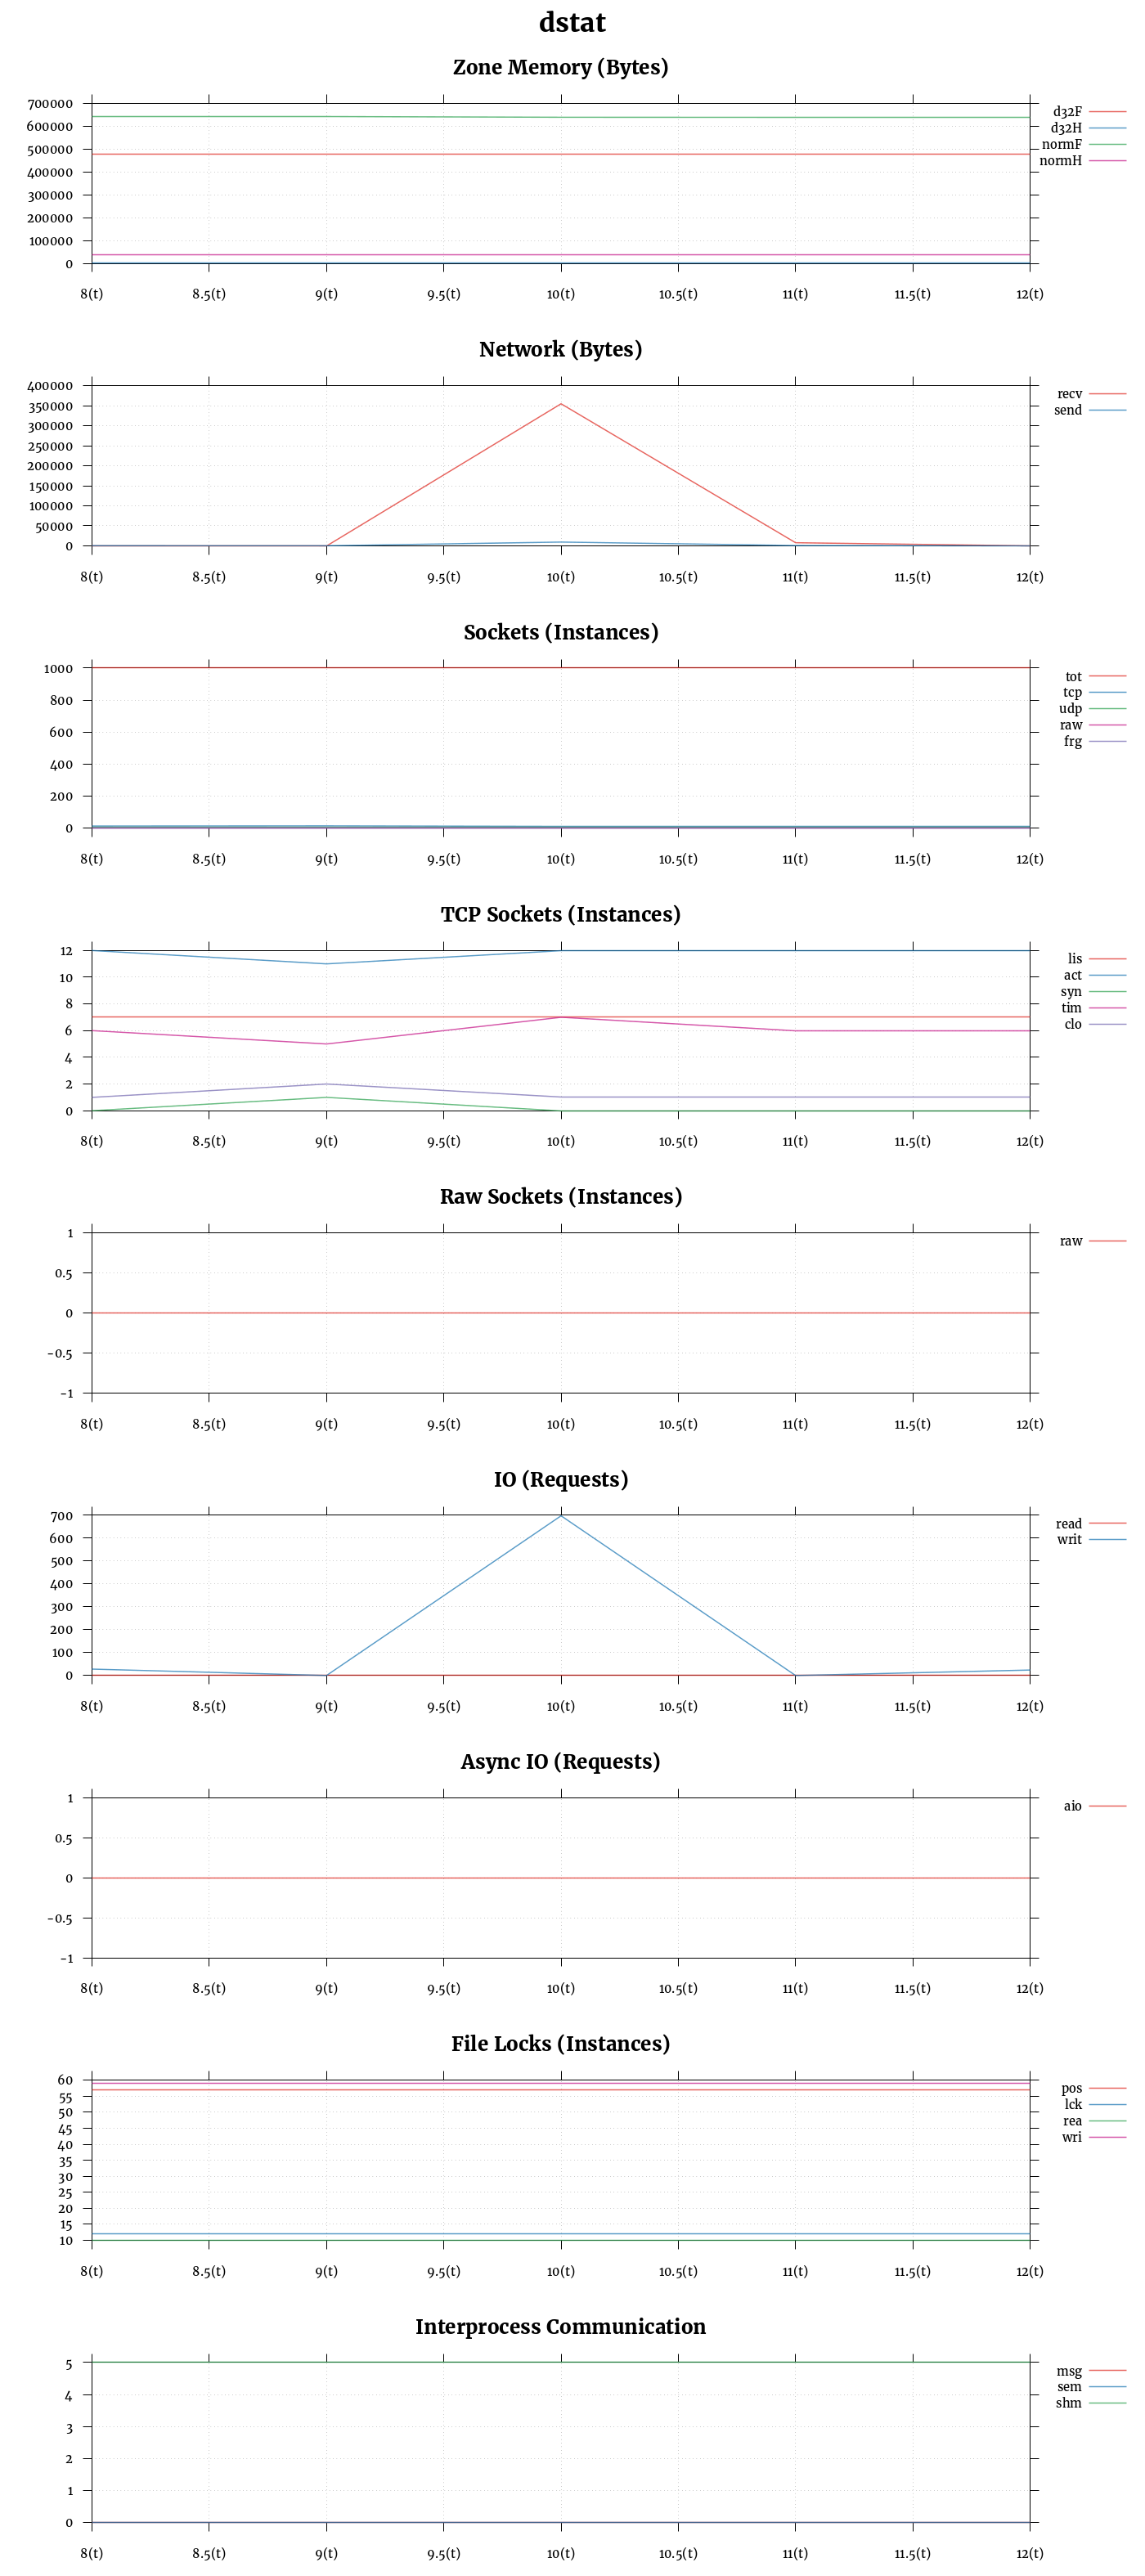 dstat
Zone Memory (Bytes)
700000
600000
500000
400000
300000
200000
100000
0
8(t) 8.5(t) 9(t) 9.5(t) 10(t) 10.5(t) 11(t) 11.5(t) 12(t)
d32F
d32H
normF
normH
Network (Bytes)
400000
350000
300000
250000
200000
150000
100000
50000
0
8(t) 8.5(t) 9(t) 9.5(t) 10(t) 10.5(t) 11(t) 11.5(t) 12(t)
recv
send
Sockets (Instances)
1000
800
600
400
200
0
8(t) 8.5(t) 9(t) 9.5(t) 10(t) 10.5(t) 11(t) 11.5(t) 12(t)
tot
tcp
udp
raw
frg
TCP Sockets (Instances)
12
10
8
6
4
2
0
8(t) 8.5(t) 9(t) 9.5(t) 10(t) 10.5(t) 11(t) 11.5(t) 12(t)
lis
act
syn
tim
clo
Raw Sockets (Instances)
1
0.5
0
-0.5
-1
8(t) 8.5(t) 9(t) 9.5(t) 10(t) 10.5(t) 11(t) 11.5(t) 12(t)
raw
IO (Requests)
700
600
500
400
300
200
100
0
8(t) 8.5(t) 9(t) 9.5(t) 10(t) 10.5(t) 11(t) 11.5(t) 12(t)
read
writ
Async IO (Requests)
1
0.5
0
-0.5
-1
8(t) 8.5(t) 9(t) 9.5(t) 10(t) 10.5(t) 11(t) 11.5(t) 12(t)
aio
File Locks (Instances)
60
55
50
45
40
35
30
25
20
15
10
8(t) 8.5(t) 9(t) 9.5(t) 10(t) 10.5(t) 11(t) 11.5(t) 12(t)
pos
lck
rea
wri
Interprocess Communication
5
4
3
2
1
0
8(t) 8.5(t) 9(t) 9.5(t) 10(t) 10.5(t) 11(t) 11.5(t) 12(t)
msg
sem
shm